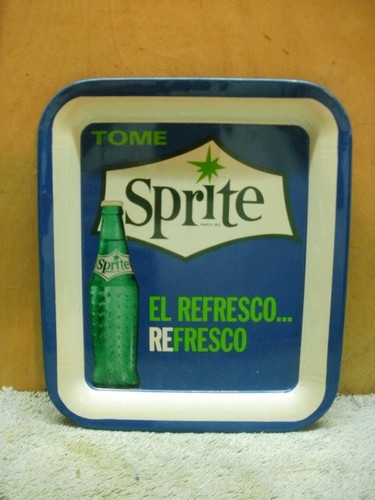 TOME
Sprite
Sprite
EL REFRESCO...
REFRESCO